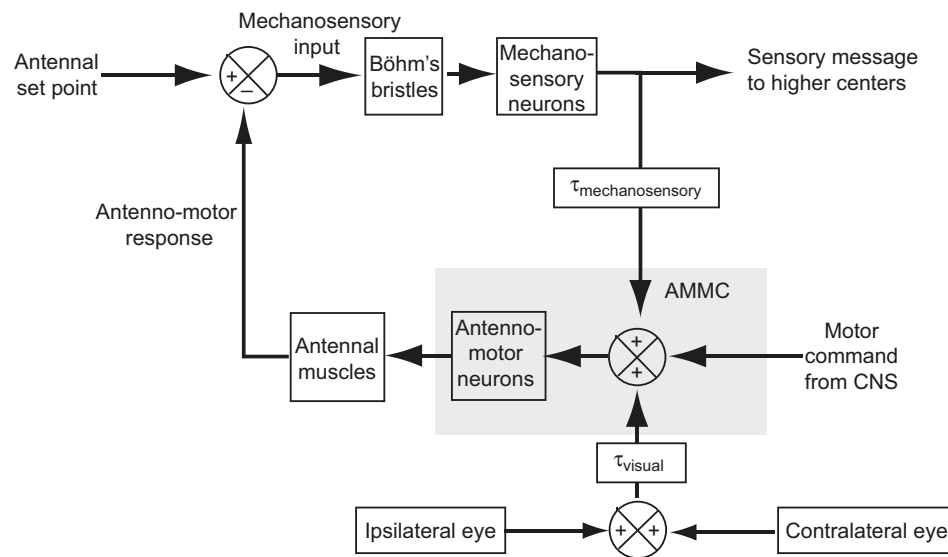 Antennal
set point
+
−
Mechanosensory
input
Böhm's
bristles
Mechano-
sensory
neurons
Sensory message
to higher centers
τmechanosensory
Antenno-motor
response
AMMC
Antennal
muscles
Antenno-
motor
neurons
+
+
Motor
command
from CNS
τvisual
Ipsilateral eye
+ +
Contralateral eye